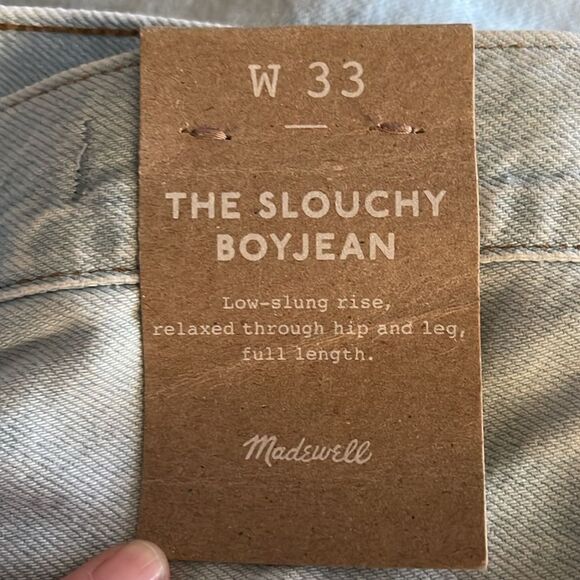 W 33
THE SLOUCHY
BOYJEAN
Low-slung rise,
relaxed through hip and leg,
full length.
Madewell